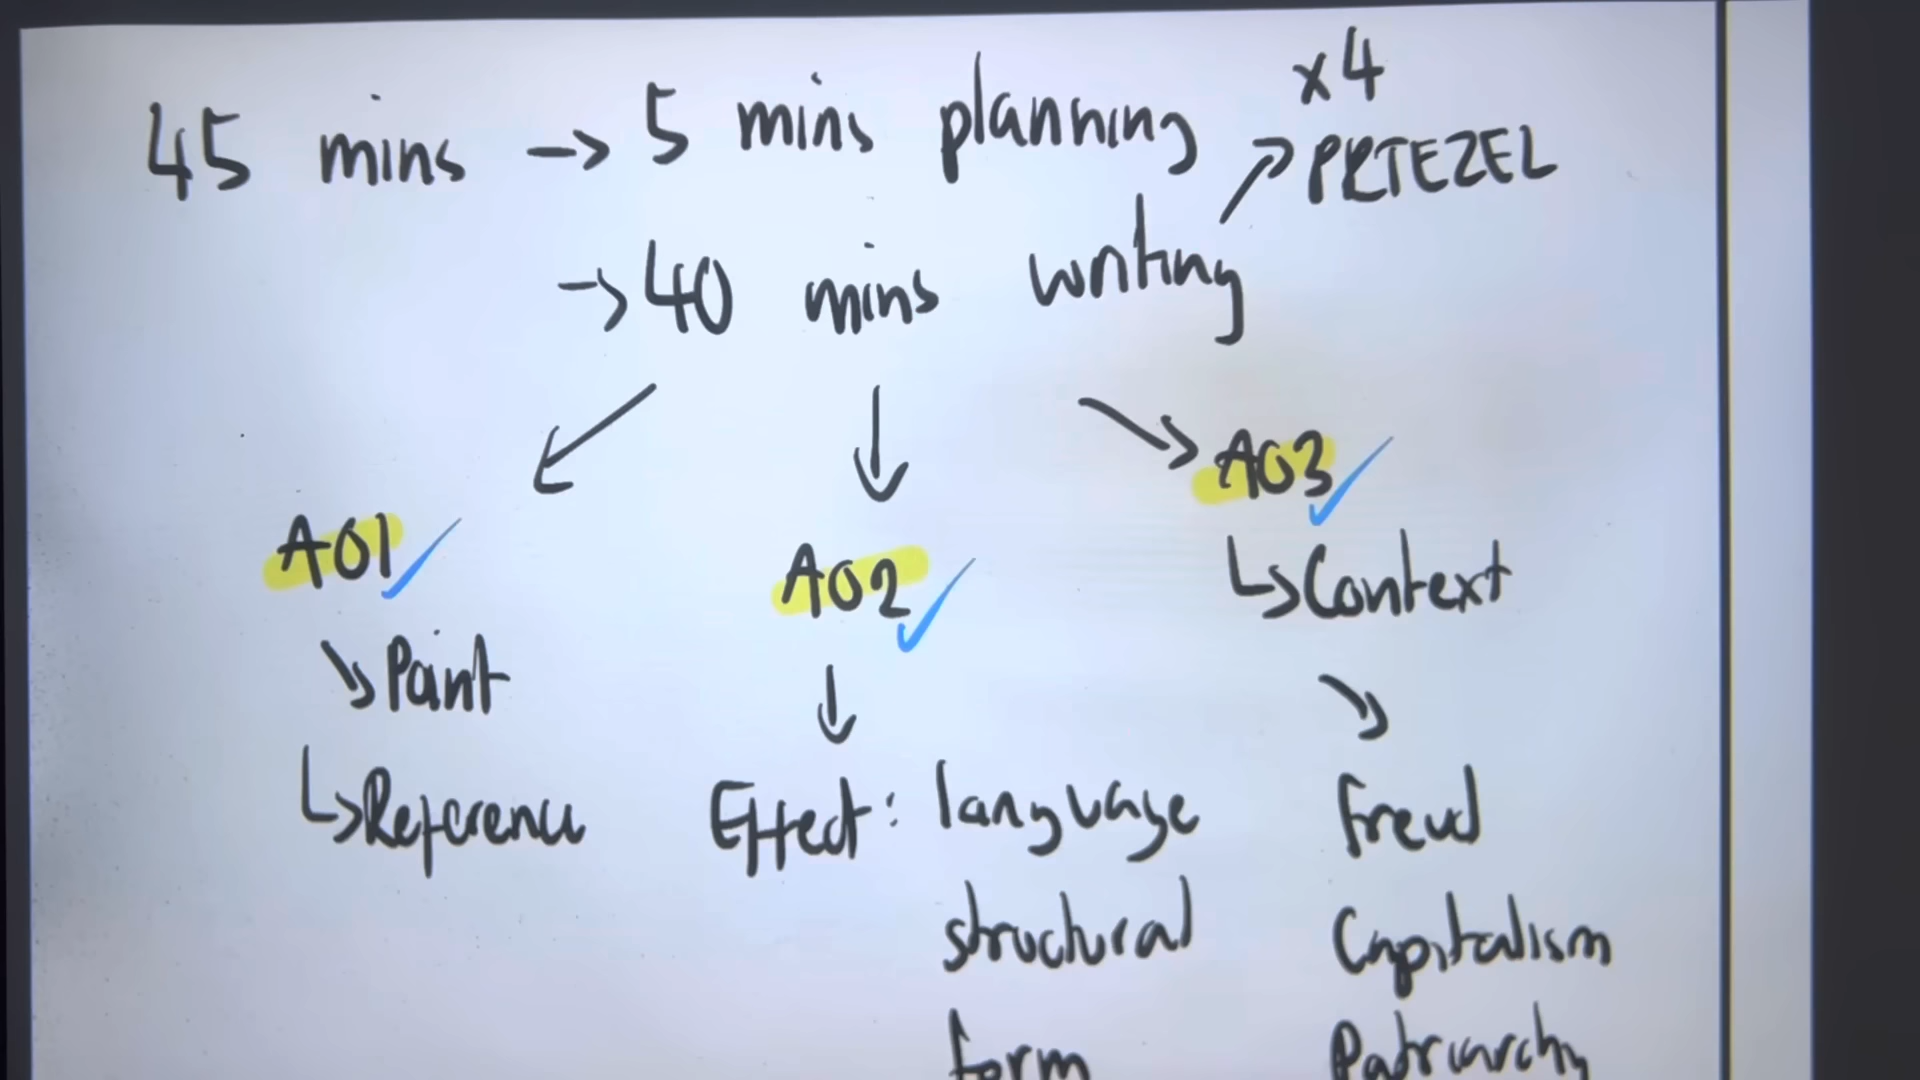 45 mins → 5 mins planning
x4
PRTEZEL
→ 40 mins writing
AO1
Point
Reference
AO2
Effect: language
structural
form
AO3
Context
Freud
Capitalism
Patriarchy